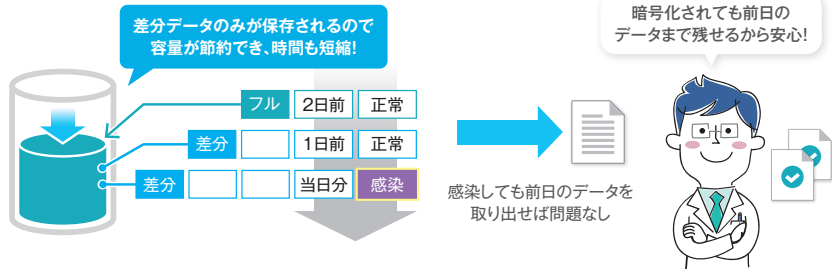 差分データのみが保存されるので
容量が節約でき、時間も短縮!
暗号化されても前日の
データまで残せるから安心!
フル 2日前 正常
差分 1日前 正常
差分 当日分 感染
感染しても前日のデータを
取り出せば問題なし